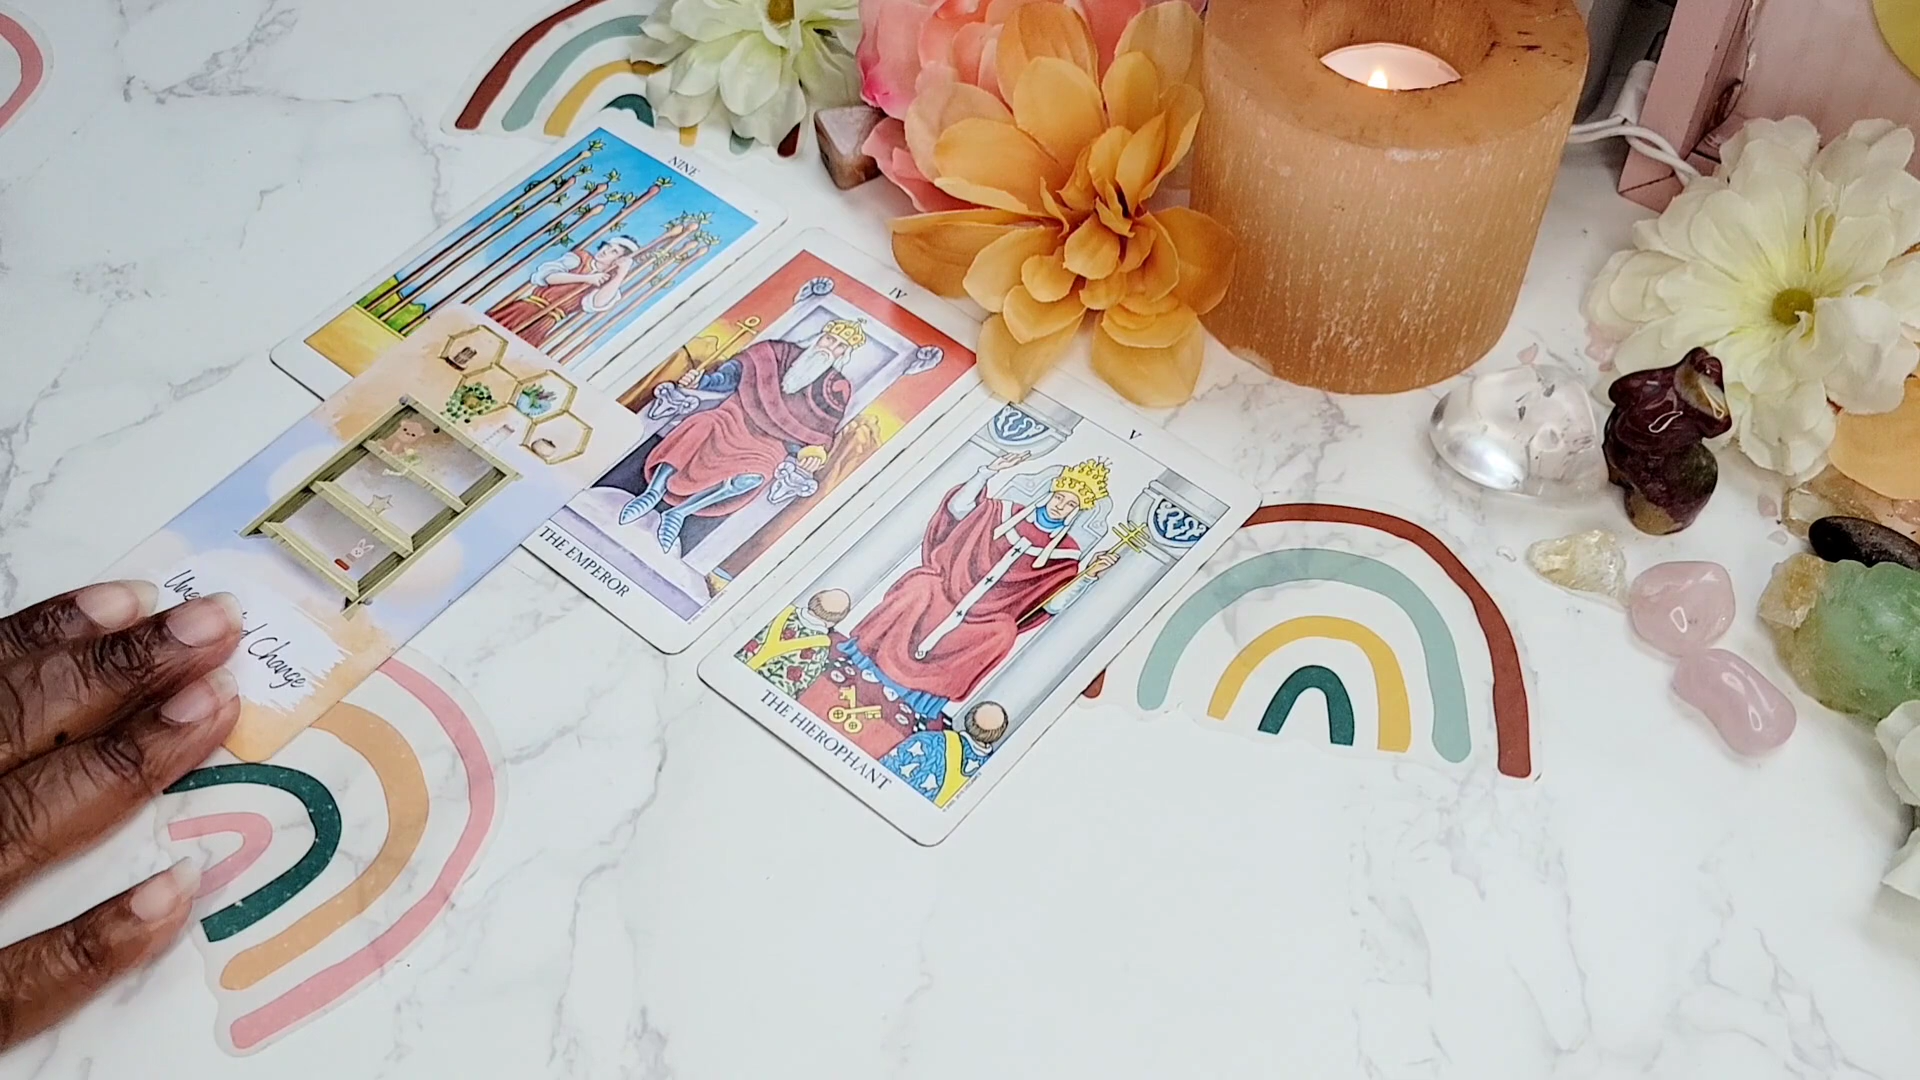 NINE
IV
THE EMPEROR
V
THE HIEROPHANT
Change